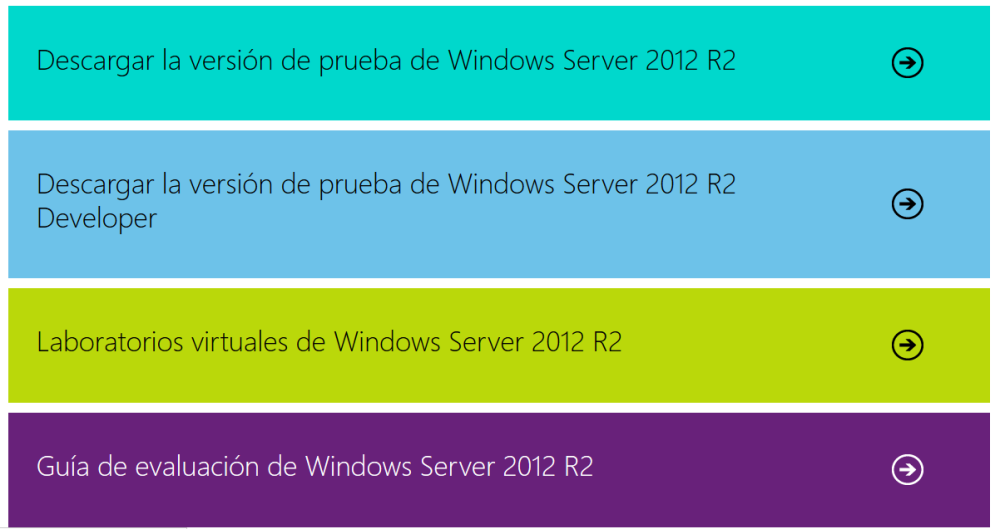 Descargar la versión de prueba de Windows Server 2012 R2
Descargar la versión de prueba de Windows Server 2012 R2
Developer
Laboratorios virtuales de Windows Server 2012 R2
Guía de evaluación de Windows Server 2012 R2